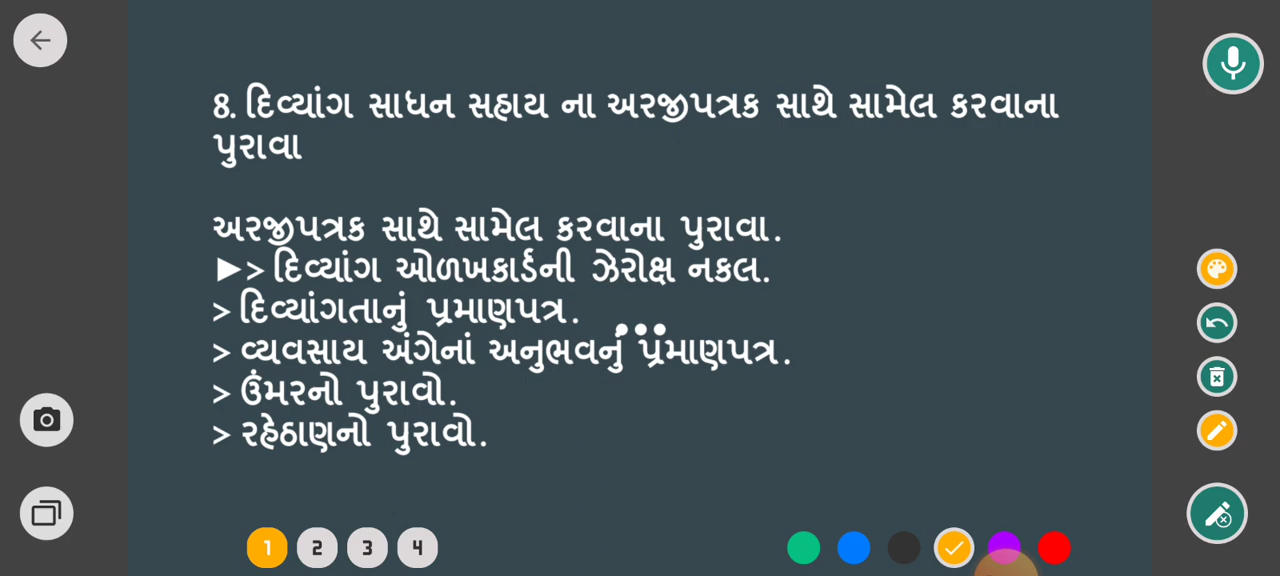 8. દિવ્યાંગ સાધન સહાય ના અરજીપત્રક સાથે સામેલ કરવાના
પુરાવા
અરજીપત્રક સાથે સામેલ કરવાના પુરાવા.
▶> દિવ્યાંગ ઓળખકાર્ડની ઝેરોક્ષ નકલ.
> દિવ્યાંગતાનું પ્રમાણપત્ર.
> વ્યવસાય અંગેનાં અનુભવનું પ્રમાણપત્ર.
> ઉંમરનો પુરાવો.
> રહેઠાણનો પુરાવો.
1 2 3 4